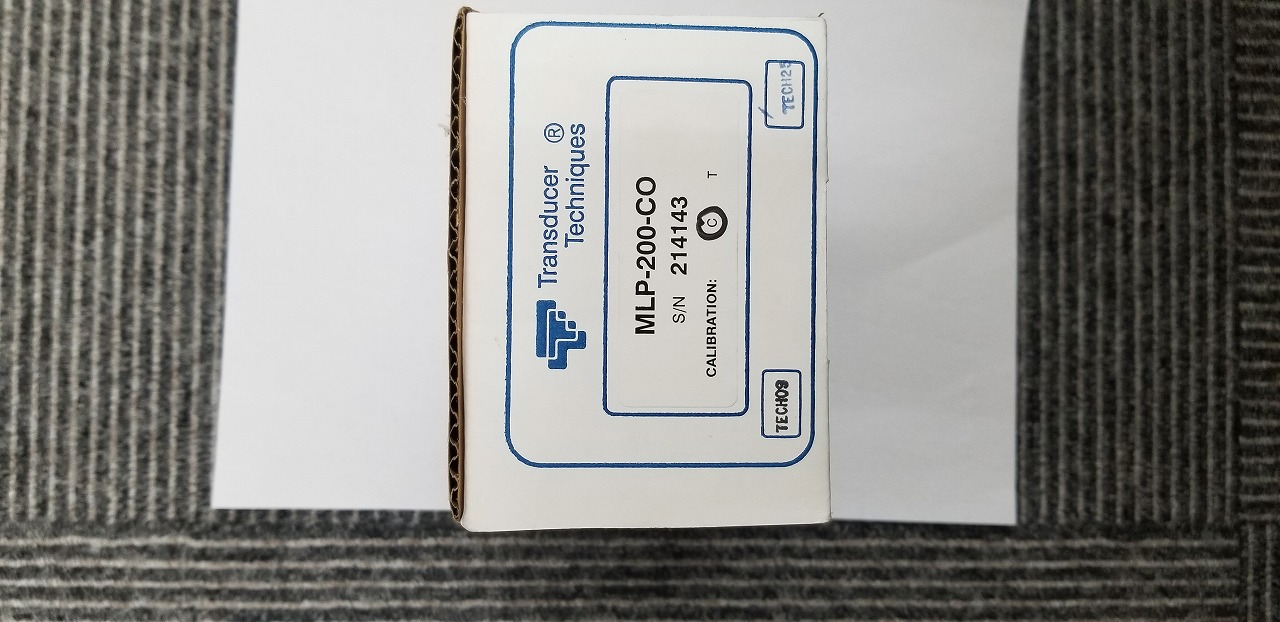 Transducer ®
Techniques
MLP-200-CO
S/N 214143
CALIBRATION: C T
TECH09
TECH25